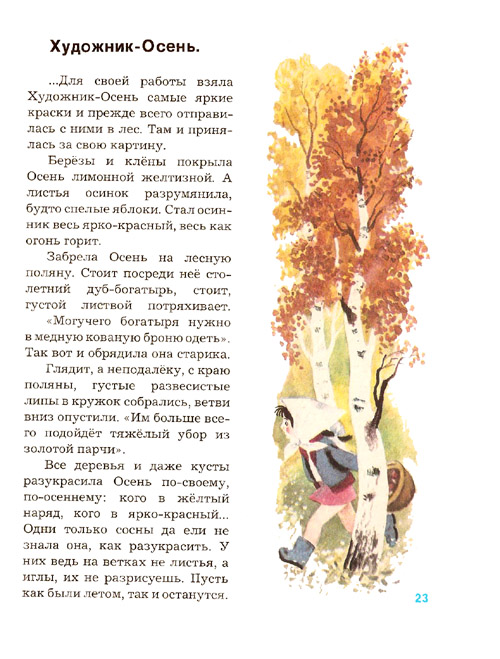 Художник-Осень.
...Для своей работы взяла
Художник-Осень самые яркие
краски и прежде всего отправи-
лась с ними в лес. Там и приня-
лась за свою картину.
Берёзы и клёны покрыла
Осень лимонной желтизной. А
листья осинок разрумянила,
будто спелые яблоки. Стал осин-
ник весь ярко-красный, весь как
огонь горит.
Забрела Осень на лесную
поляну. Стоит посреди неё сто-
летний дуб-богатырь, стоит,
густой листвой потряхивает.
«Могучего богатыря нужно
в медную кованую броню одеть».
Так вот и обрядила она старика.
Глядит, а неподалёку, с краю
поляны, густые развесистые
липы в кружок собрались, ветви
вниз опустили. «Им больше все-
го подойдёт тяжёлый убор из
золотой парчи».
Все деревья и даже кусты
разукрасила Осень по-своему,
по-осеннему: кого в жёлтый
наряд, кого в ярко-красный...
Одни только сосны да ели не
знала она, как разукрасить. У
них ведь на ветках не листья, а
иглы, их не разрисуешь. Пусть
как были летом, так и останутся.
23